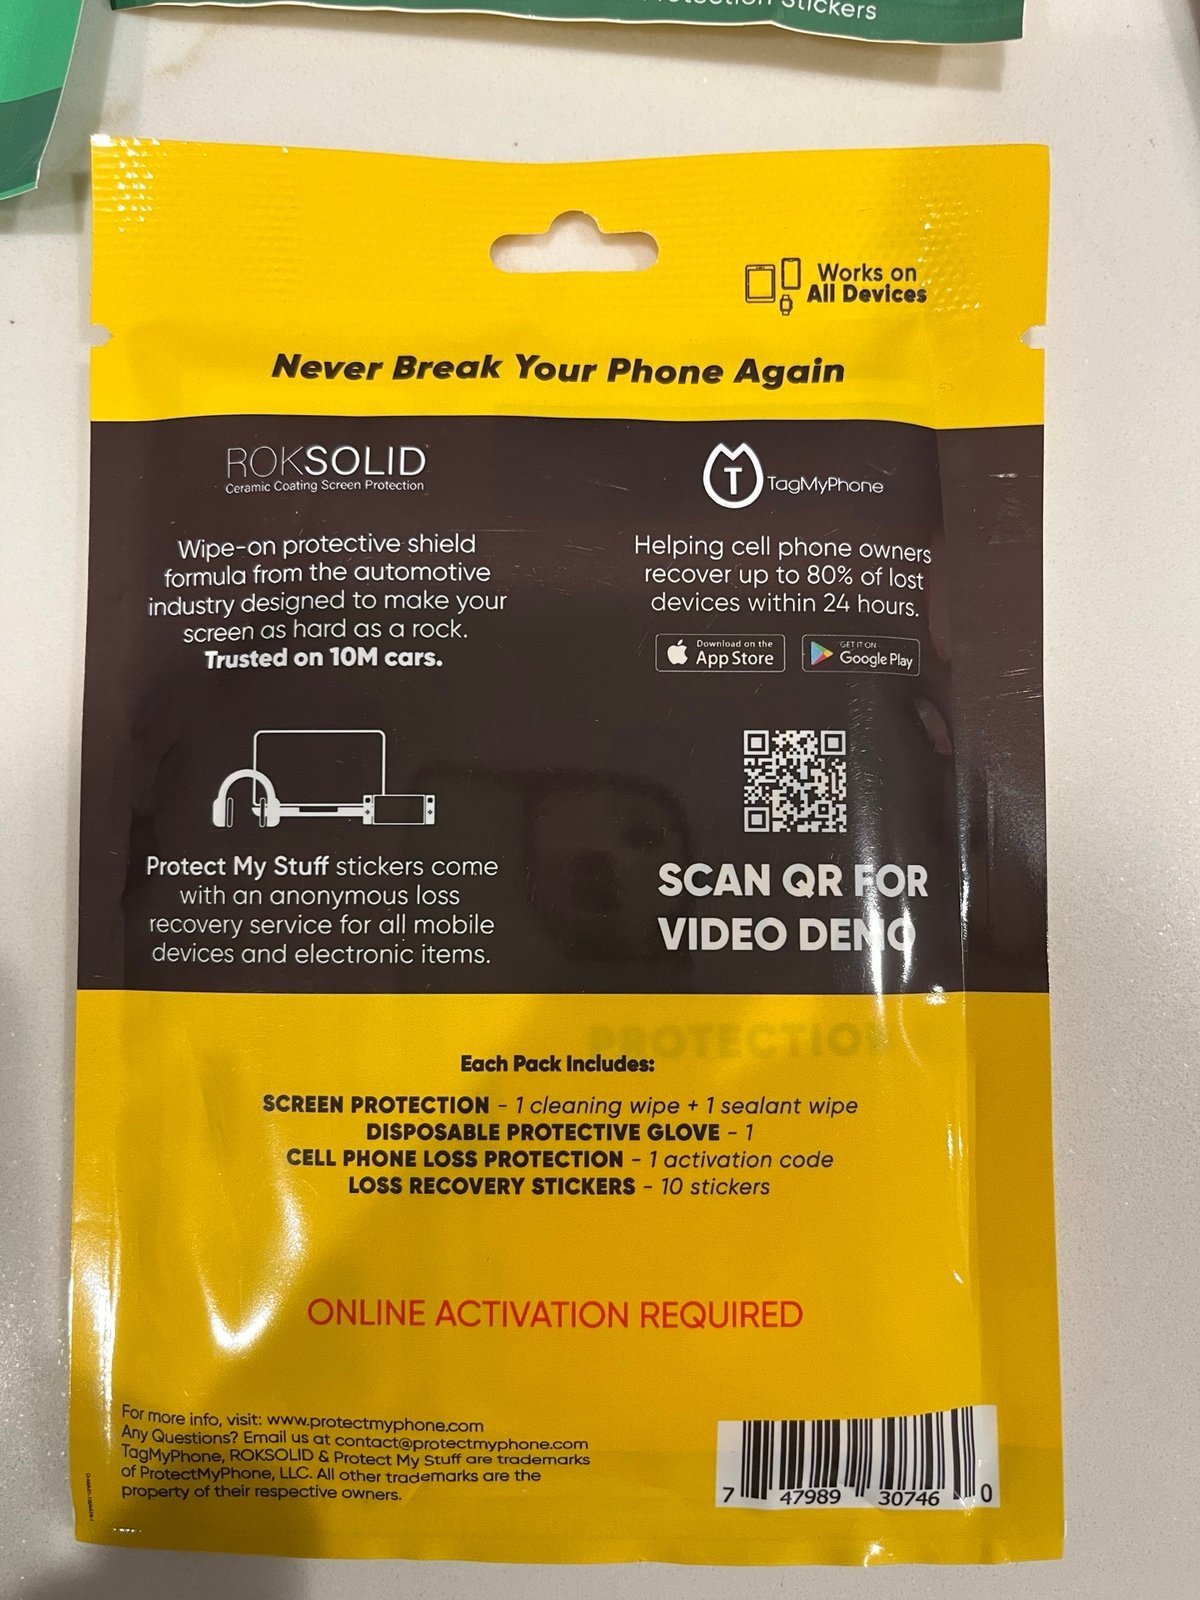 Stickers
Works on
All Devices
Never Break Your Phone Again
ROKSOLID
Ceramic Coating Screen Protection
Wipe-on protective shield
formula from the automotive
industry designed to make your
screen as hard as a rock.
Trusted on 10M cars.
T TagMyPhone
Helping cell phone owners
recover up to 80% of lost
devices within 24 hours.
Download on the
App Store
GET IT ON
Google Play
Protect My Stuff stickers come
with an anonymous loss
recovery service for all mobile
devices and electronic items.
SCAN QR FOR
VIDEO DEMO
PROTECTION
Each Pack Includes:
SCREEN PROTECTION - 1 cleaning wipe + 1 sealant wipe
DISPOSABLE PROTECTIVE GLOVE - 1
CELL PHONE LOSS PROTECTION - 1 activation code
LOSS RECOVERY STICKERS - 10 stickers
ONLINE ACTIVATION REQUIRED
For more info, visit: www.protectmyphone.com
Any Questions? Email us at contact@protectmyphone.com
TagMyPhone, ROKSOLID & Protect My Stuff are trademarks
of ProtectMyPhone, LLC. All other trademarks are the
property of their respective owners.
7 47989 30746 0